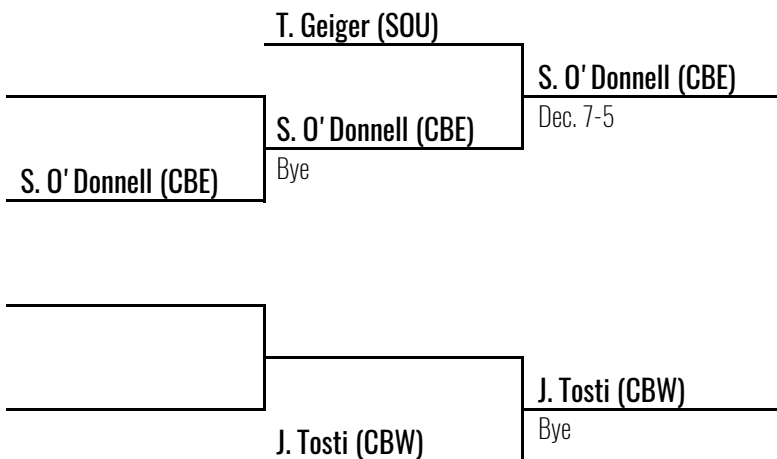 T. Geiger (SOU)
S. O'Donnell (CBE)
Dec. 7-5
S. O'Donnell (CBE)
Bye
S. O'Donnell (CBE)
J. Tosti (CBW)
Bye
J. Tosti (CBW)